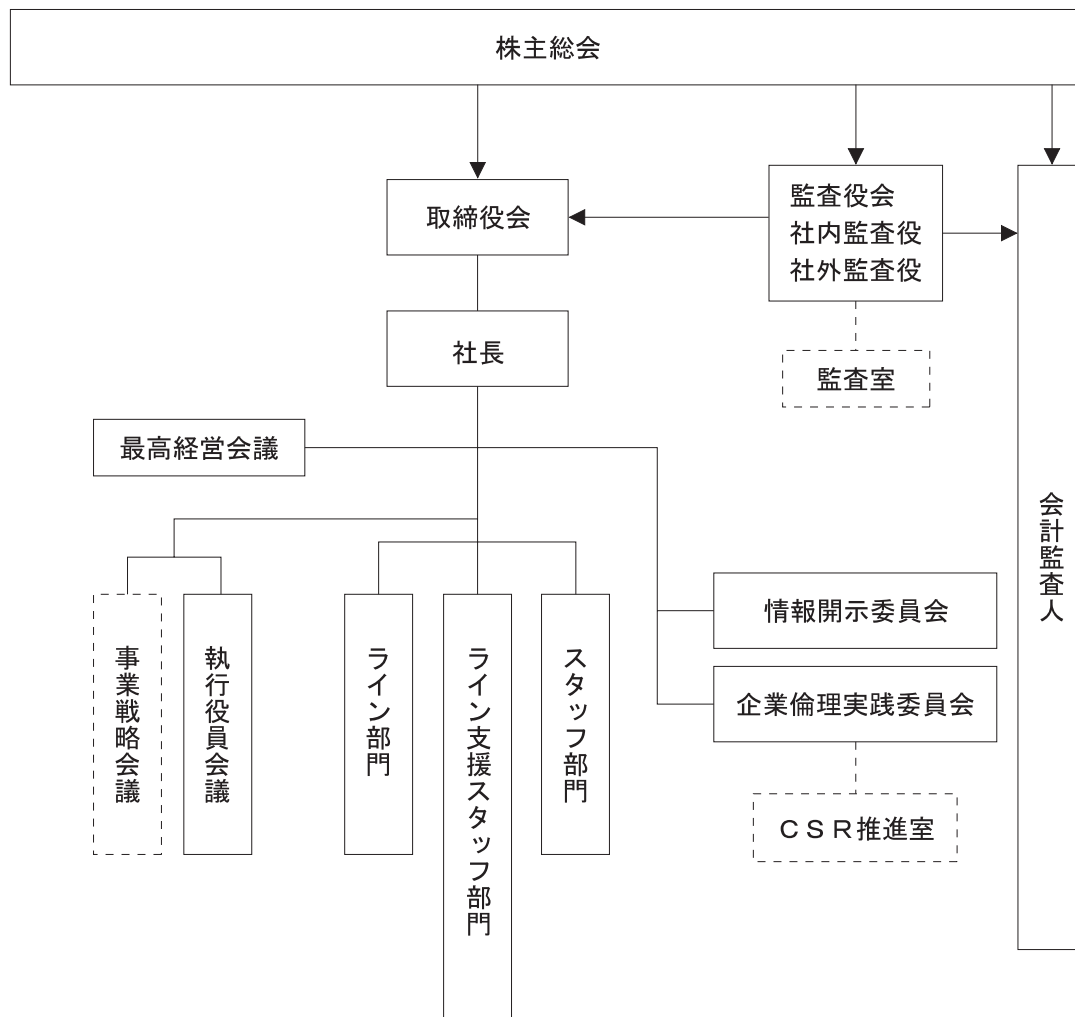 株主総会
取締役会
監査役会
社内監査役
社外監査役
社長
監査室
最高経営会議
会計監査人
事業戦略会議
執行役員会議
ライン部門
ライン支援スタッフ部門
スタッフ部門
情報開示委員会
企業倫理実践委員会
ＣＳＲ推進室